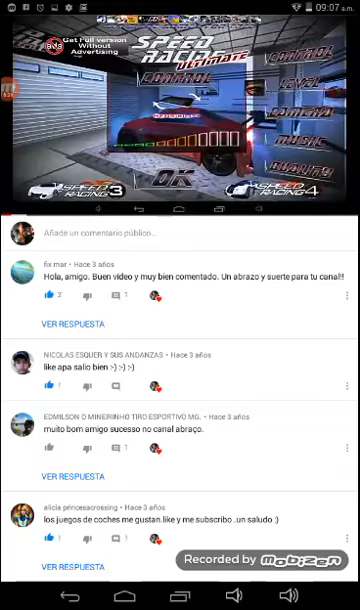 09:07 a.m.
Get Full version
Without
Advertising
SPEED
RACING
ULTIMATE
CONTROL
CONTROL
LEVEL
SENSIBILITY
CAMERA
MUSIC
QUALITY
OK
SPEED
RACING 3
SPEED
RACING 4
Añade un comentario público...
fix mar • Hace 3 años
Hola, amigo. Buen vídeo y muy bien comentado. Un abrazo y suerte para tu canal!!
2
1
VER RESPUESTA
NICOLAS ESQUER Y SUS ANDANZAS • Hace 3 años
like apa salio bien :-) :-) :-)
1
EDMILSON O MINEIRINHO TIRO ESPORTIVO MG. • Hace 3 años
muito bom amigo sucesso no canal abraço.
1
VER RESPUESTA
alicia princesacrossing • Hace 3 años
los juegos de coches me gustan.like y me subscribo .un saludo :)
1
1
Recorded by mobizen
VER RESPUESTA